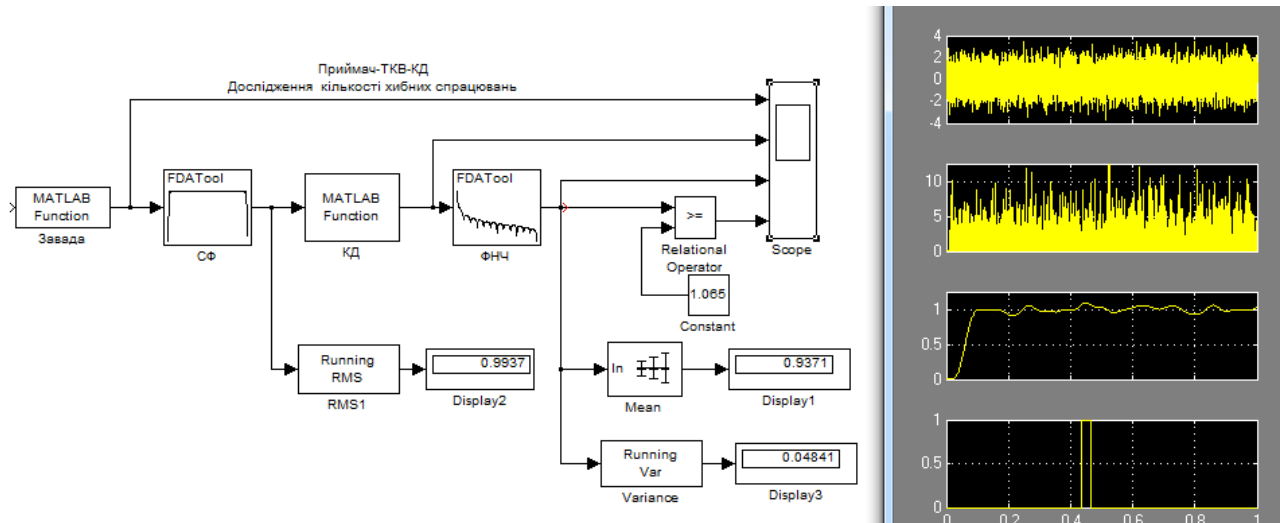 Приймач-ТКВ-КД
Дослідження кількості хибних спрацювань
MATLAB
Function
Завада
FDATool
СФ
MATLAB
Function
КД
FDATool
ФНЧ
>=
Relational
Operator
1.065
Constant
Scope
Running
RMS
RMS1
0.9937
Display2
In
Mean
0.9371
Display1
Running
Var
Variance
0.04841
Display3
4
2
0
-2
-4
10
5
0
1
0.5
0
1
0.5
0
0 0.2 0.4 0.6 0.8 1